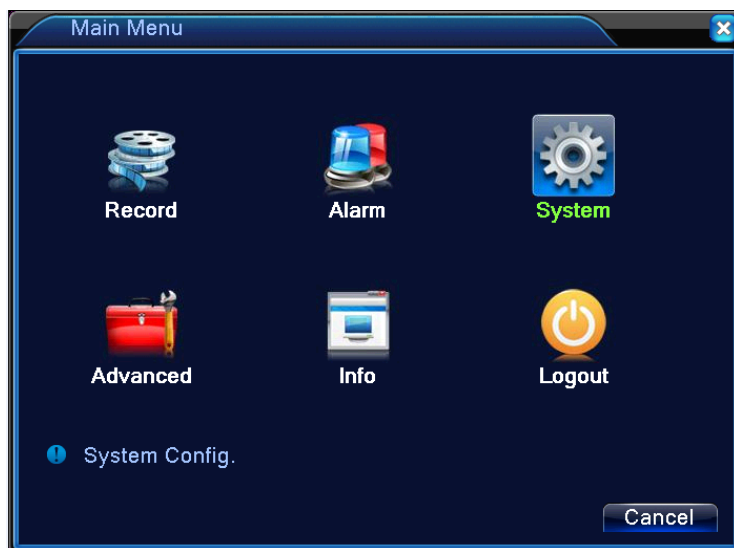 Main Menu
Record Alarm System
Advanced Info Logout
System Config.
Cancel